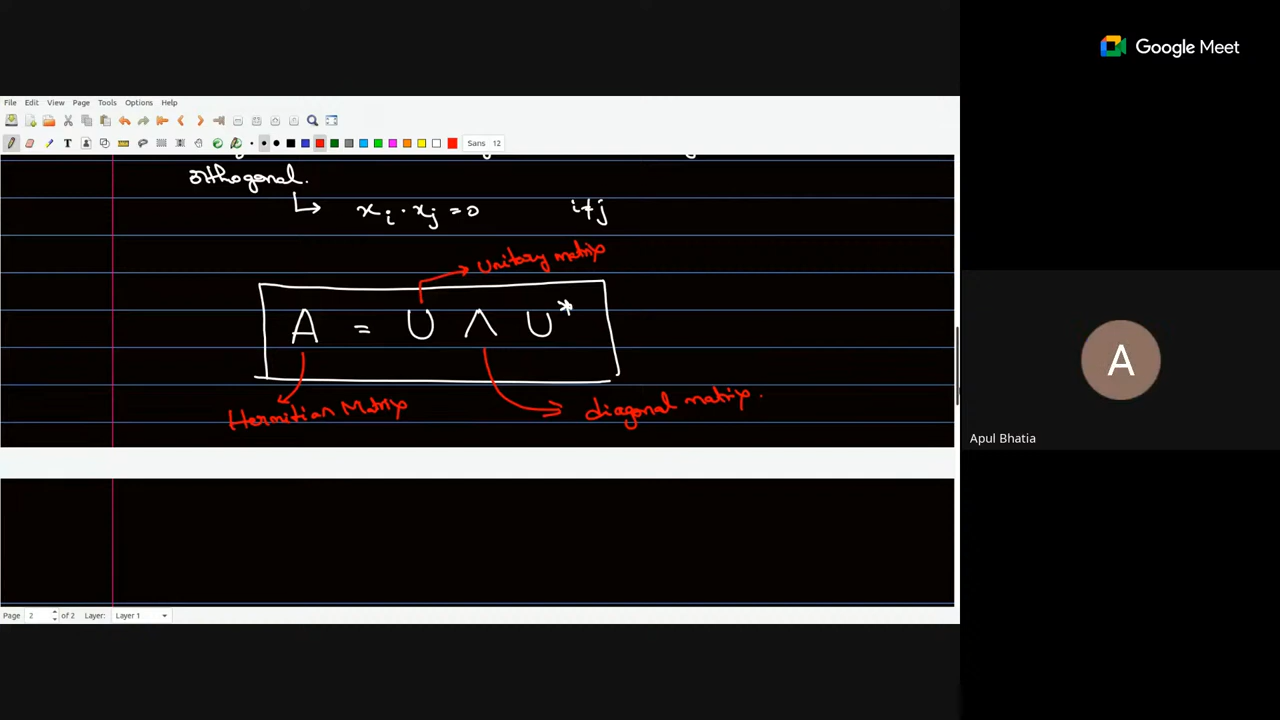 Google Meet
File Edit View Page Tools Options Help
Sans 12
orthogonal.
xᵢ · xⱼ = 0 i ≠ j
Unitary matrix
A = U Λ U*
Hermitian Matrix
diagonal matrix.
A
Apul Bhatia
Page 2 of 2 Layer: Layer 1